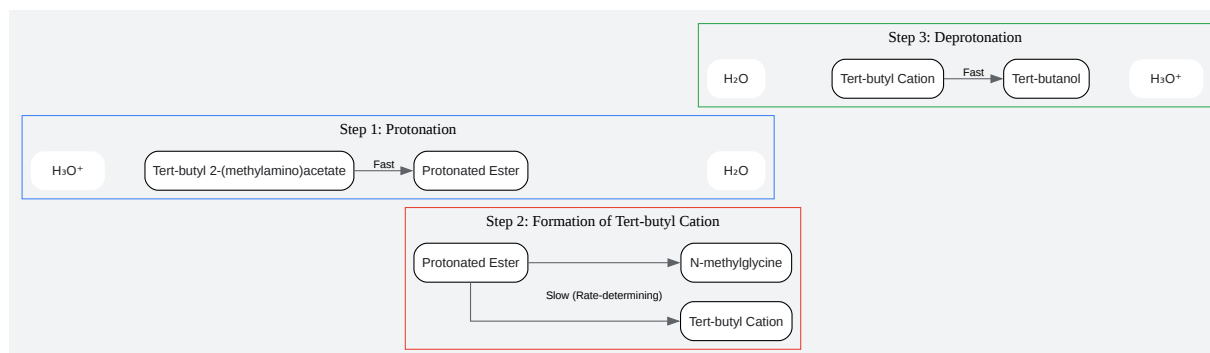 Step 3: Deprotonation
H₂O
Tert-butyl Cation
Fast
Tert-butanol
H₃O⁺
Step 1: Protonation
H₃O⁺
Tert-butyl 2-(methylamino)acetate
Fast
Protonated Ester
H₂O
Step 2: Formation of Tert-butyl Cation
Protonated Ester
N-methylglycine
Slow (Rate-determining)
Tert-butyl Cation